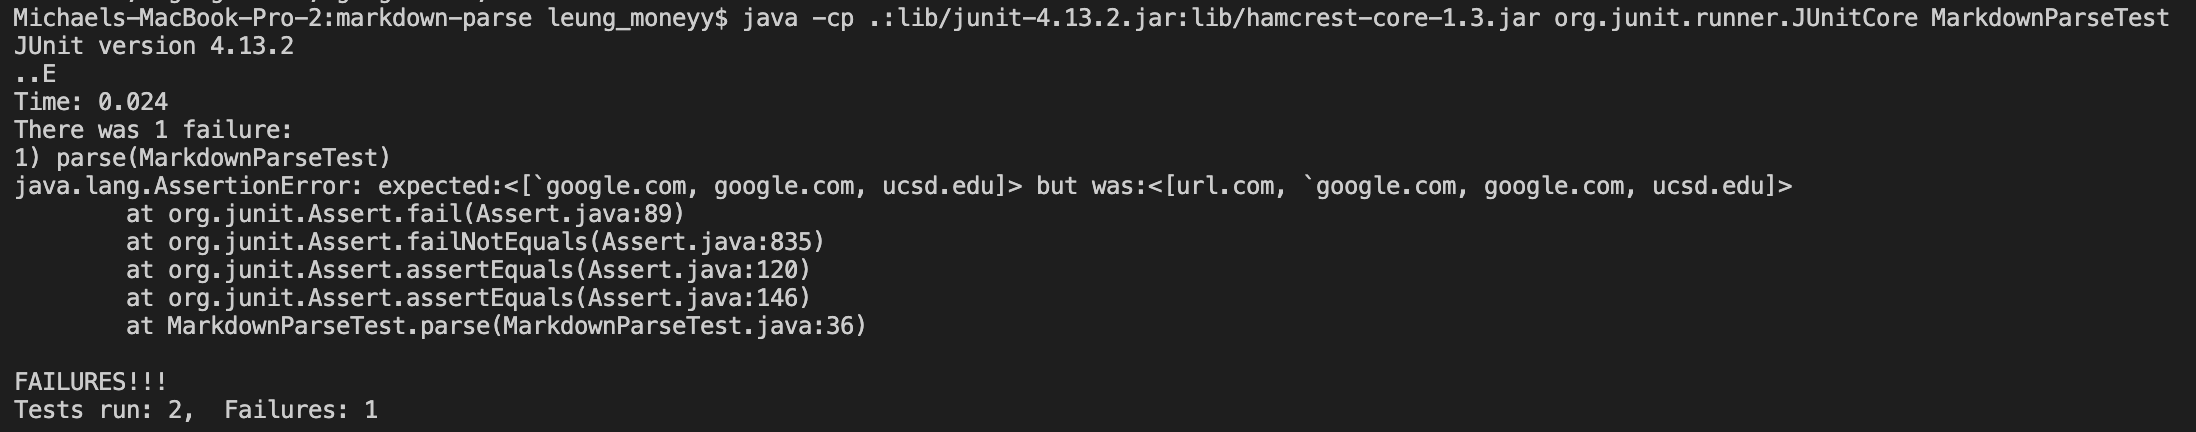 Michaels-MacBook-Pro-2:markdown-parse leung_moneyy$ java -cp .:lib/junit-4.13.2.jar:lib/hamcrest-core-1.3.jar org.junit.runner.JUnitCore MarkdownParseTest
JUnit version 4.13.2
..E
Time: 0.024
There was 1 failure:
1) parse(MarkdownParseTest)
java.lang.AssertionError: expected:<[`google.com, google.com, ucsd.edu]> but was:<[url.com, `google.com, google.com, ucsd.edu]>
        at org.junit.Assert.fail(Assert.java:89)
        at org.junit.Assert.failNotEquals(Assert.java:835)
        at org.junit.Assert.assertEquals(Assert.java:120)
        at org.junit.Assert.assertEquals(Assert.java:146)
        at MarkdownParseTest.parse(MarkdownParseTest.java:36)

FAILURES!!!
Tests run: 2,  Failures: 1